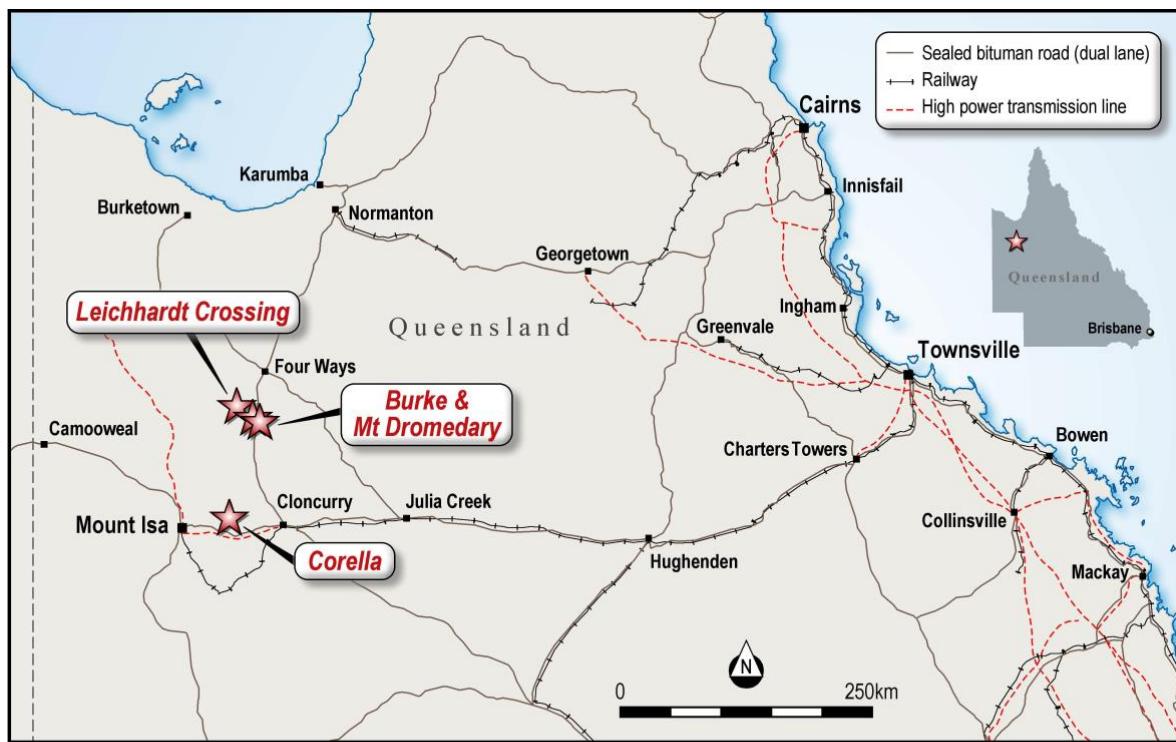 Sealed bituman road (dual lane)
Railway
High power transmission line
Cairns
Karumba
Innisfail
Burketown
Normanton
Georgetown
Queensland
Brisbane
Leichhardt Crossing
Queensland
Ingham
Greenvale
Four Ways
Townsville
Burke &
Mt Dromedary
Camooweal
Charters Towers
Bowen
Mount Isa
Cloncurry
Julia Creek
Collinsville
Corella
Hughenden
Mackay
N
0
250km